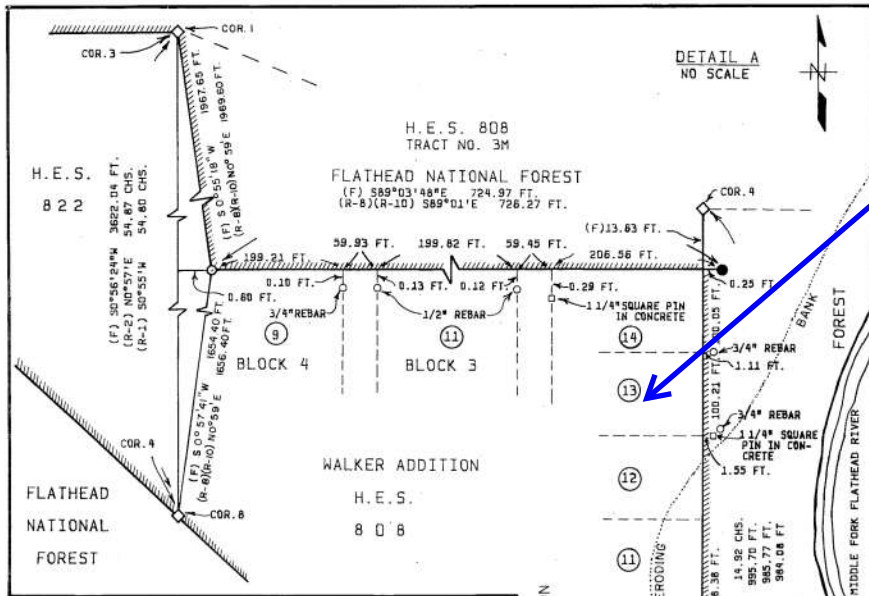 COR. 1
COR. 3
DETAIL A
NO SCALE
N
1967.65 FT.
1969.60 FT.
(F) S 0°55'18"W
(R-8)(R-10) N0° 59'E
H.E.S. 808
TRACT NO. 3M
FLATHEAD NATIONAL FOREST
(F) S89°03'48"E 724.97 FT.
(R-8)(R-10) S89°01'E 726.27 FT.
H.E.S.
822
(F) S0°56'24"W 3622.04 FT.
(R-2) N0°57'E 54.87 CHS.
(R-1) S0°55'W 54.80 CHS.
COR. 4
(F)13.63 FT.
199.21 FT.
59.93 FT.
199.82 FT.
59.45 FT.
206.56 FT.
0.60 FT.
0.10 FT.
0.13 FT.
0.12 FT.
0.29 FT.
0.25 FT.
3/4" REBAR
1/2" REBAR
1 1/4" SQUARE PIN
IN CONCRETE
9
11
14
BLOCK 4
BLOCK 3
BANK
FOREST
3/4" REBAR
1.11 FT.
100.21 FT.
13
3/4" REBAR
1 1/4" SQUARE
PIN IN CON-
CRETE
1.55 FT.
1654.40 FT.
1656.40 FT.
(F) S 0°57'41"W
(R-8)(R-10) N0°59'E
COR. 4
COR. 8
WALKER ADDITION
H.E.S.
808
12
11
FLATHEAD
NATIONAL
FOREST
ERODING
14.92 CHS.
995.70 FT.
985.77 FT.
984.08 FT
MIDDLE FORK FLATHEAD RIVER
N